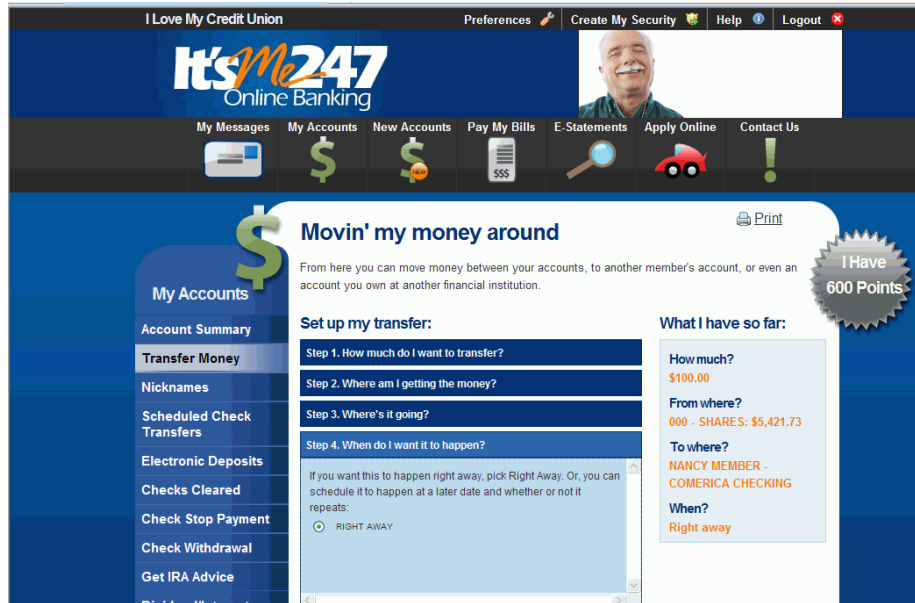 I Love My Credit Union
Preferences
Create My Security
Help
Logout
It'sMe247
Online Banking
My Messages
My Accounts
New Accounts
Pay My Bills
E-Statements
Apply Online
Contact Us
NEW
$$$
Print
Movin' my money around
From here you can move money between your accounts, to another member's account, or even an
account you own at another financial institution.
I Have
600 Points
My Accounts
Account Summary
Transfer Money
Nicknames
Scheduled Check
Transfers
Electronic Deposits
Checks Cleared
Check Stop Payment
Check Withdrawal
Get IRA Advice
Set up my transfer:
Step 1. How much do I want to transfer?
Step 2. Where am I getting the money?
Step 3. Where's it going?
Step 4. When do I want it to happen?
If you want this to happen right away, pick Right Away. Or, you can
schedule it to happen at a later date and whether or not it
repeats:
RIGHT AWAY
What I have so far:
How much?
$100.00
From where?
000 - SHARES: $5,421.73
To where?
NANCY MEMBER -
COMERICA CHECKING
When?
Right away